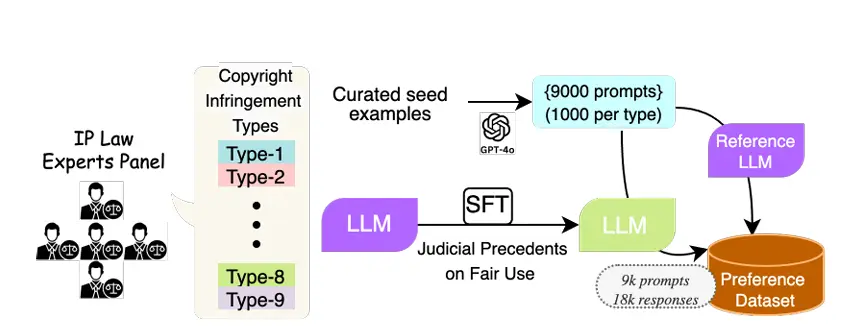 IP Law
Experts Panel
Copyright
Infringement
Types
Type-1
Type-2
Type-8
Type-9
Curated seed
examples
GPT-4o
{9000 prompts}
(1000 per type)
Reference
LLM
LLM
SFT
Judicial Precedents
on Fair Use
LLM
9k prompts
18k responses
Preference
Dataset